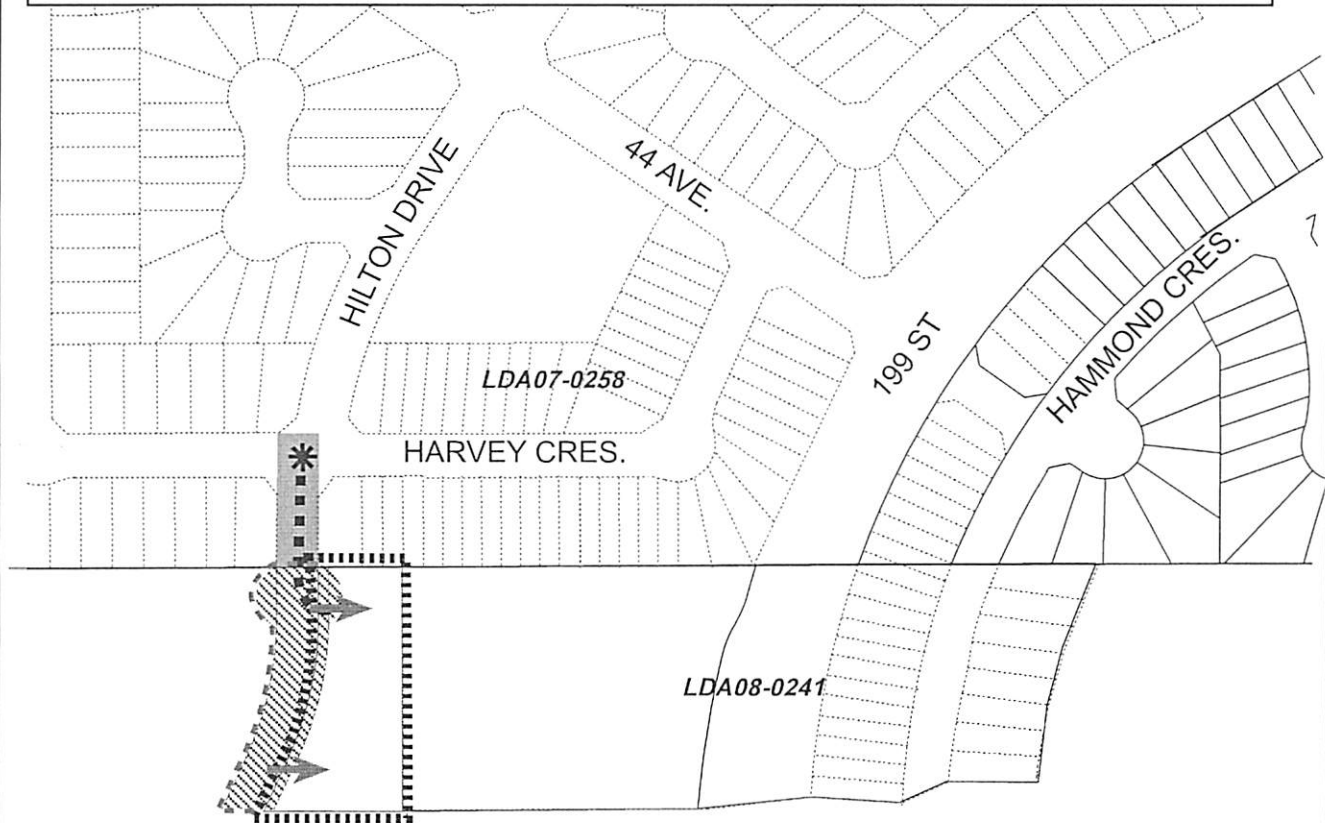 44 AVE.
HILTON DRIVE
HAMMOND CRES.
199 ST
LDA07-0258
HARVEY CRES.
LDA08-0241